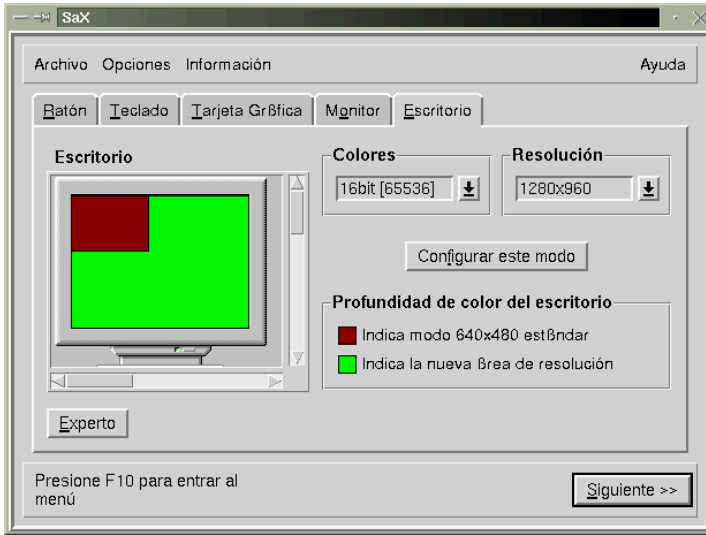 SaX
Archivo Opciones Información Ayuda
Ratón Teclado Tarjeta Grßfica Monitor Escritorio
Escritorio
Colores
16bit [65536]
Resolución
1280x960
Configurar este modo
Profundidad de color del escritorio
Indica modo 640x480 estßndar
Indica la nueva ßrea de resolución
Experto
Presione F10 para entrar al
menú
Siguiente >>